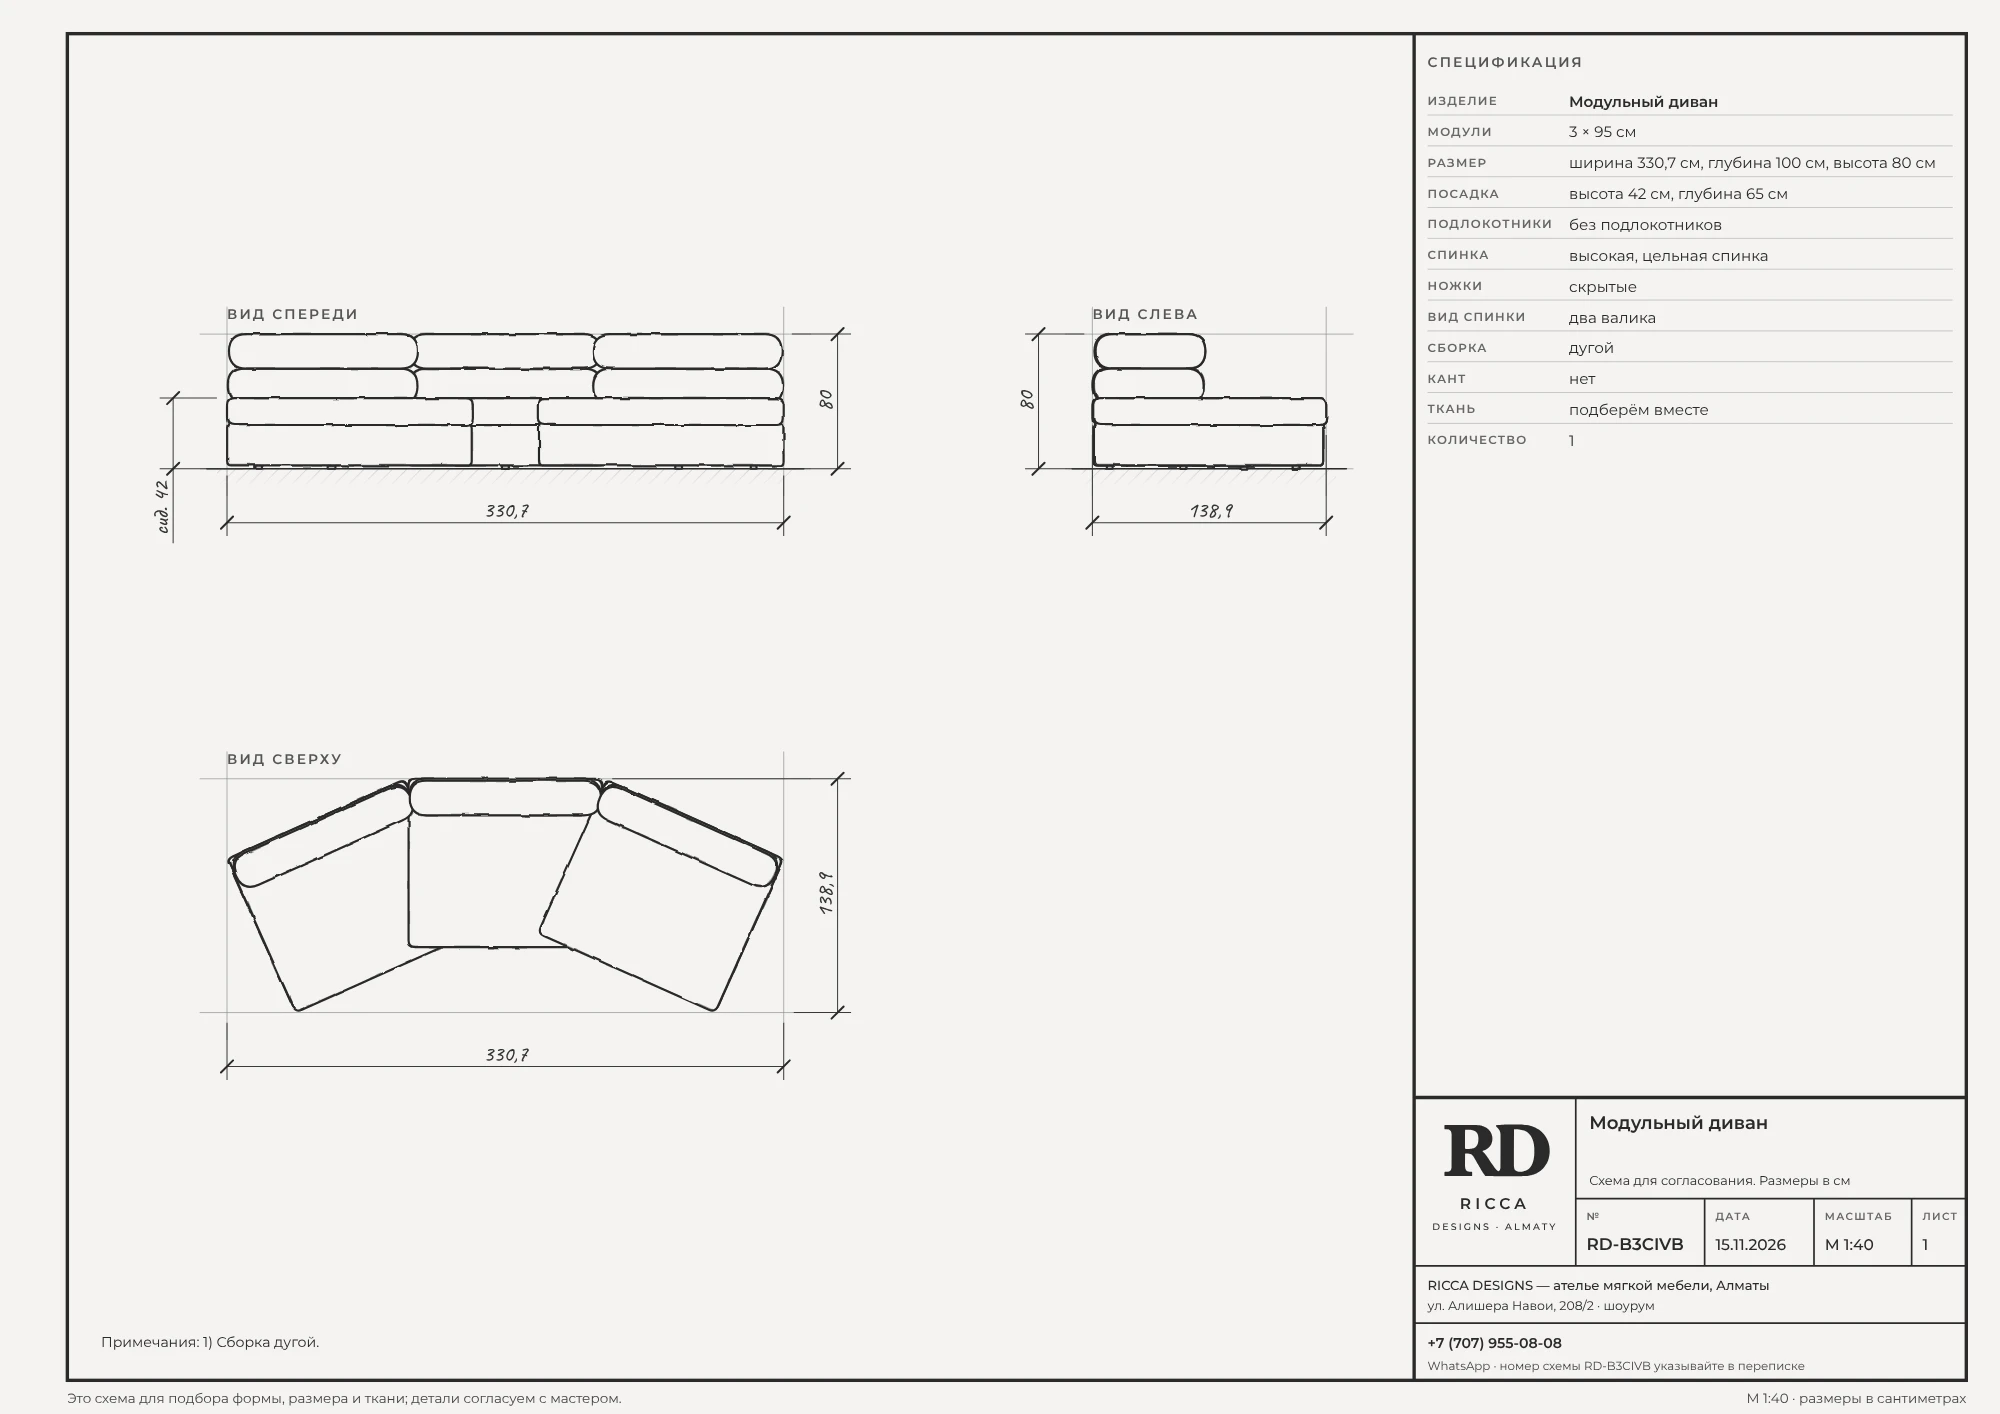 ВИД СПЕРЕДИ
80
сид. 42
330,7
ВИД СЛЕВА
80
138,9
ВИД СВЕРХУ
138,9
330,7
Примечания: 1) Сборка дугой.
СПЕЦИФИКАЦИЯ
ИЗДЕЛИЕ Модульный диван
МОДУЛИ 3 × 95 см
РАЗМЕР ширина 330,7 см, глубина 100 см, высота 80 см
ПОСАДКА высота 42 см, глубина 65 см
ПОДЛОКОТНИКИ без подлокотников
СПИНКА высокая, цельная спинка
НОЖКИ скрытые
ВИД СПИНКИ два валика
СБОРКА дугой
КАНТ нет
ТКАНЬ подберём вместе
КОЛИЧЕСТВО 1
RD
RICCA
DESIGNS · ALMATY
Модульный диван
Схема для согласования. Размеры в см
№ ДАТА МАСШТАБ ЛИСТ
RD-B3CIVB 15.11.2026 М 1:40 1
RICCA DESIGNS — ателье мягкой мебели, Алматы
ул. Алишера Навои, 208/2 · шоурум
+7 (707) 955-08-08
WhatsApp · номер схемы RD-B3CIVB указывайте в переписке
Это схема для подбора формы, размера и ткани; детали согласуем с мастером.
М 1:40 · размеры в сантиметрах